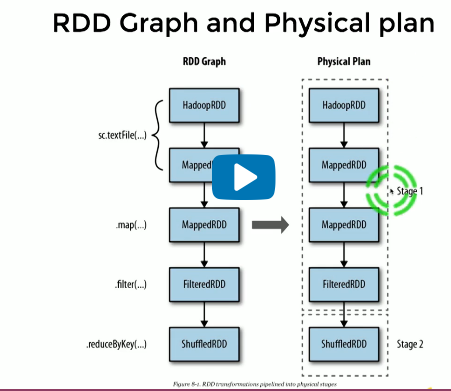 RDD Graph and Physical plan
RDD Graph
Physical Plan
sc.textFile(...)
HadoopRDD
HadoopRDD
MappedRDD
Stage 1
.map(...)
MappedRDD
MappedRDD
.filter(...)
FilteredRDD
FilteredRDD
.reduceByKey(...)
ShuffledRDD
ShuffledRDD
Stage 2
Figure 8-1. RDD transformations pipelined into physical stages